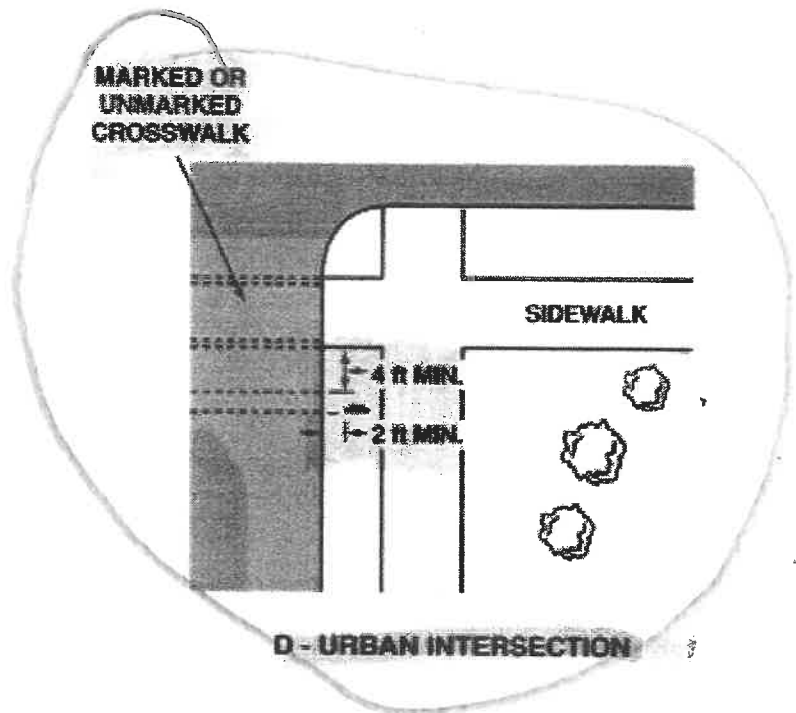 MARKED OR
UNMARKED
CROSSWALK
SIDEWALK
4 ft MIN.
2 ft MIN.
D - URBAN INTERSECTION